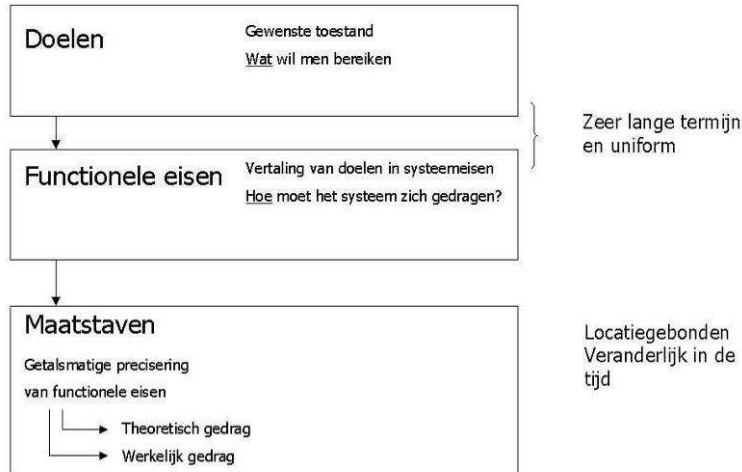 Doelen
Gewenste toestand
Wat wil men bereiken
Zeer lange termijn
en uniform
Functionele eisen
Vertaling van doelen in systeemeisen
Hoe moet het systeem zich gedragen?
Maatstaven
Getalsmatige precisering
van functionele eisen
Theoretisch gedrag
Werkelijk gedrag
Locatiegebonden
Veranderlijk in de
tijd